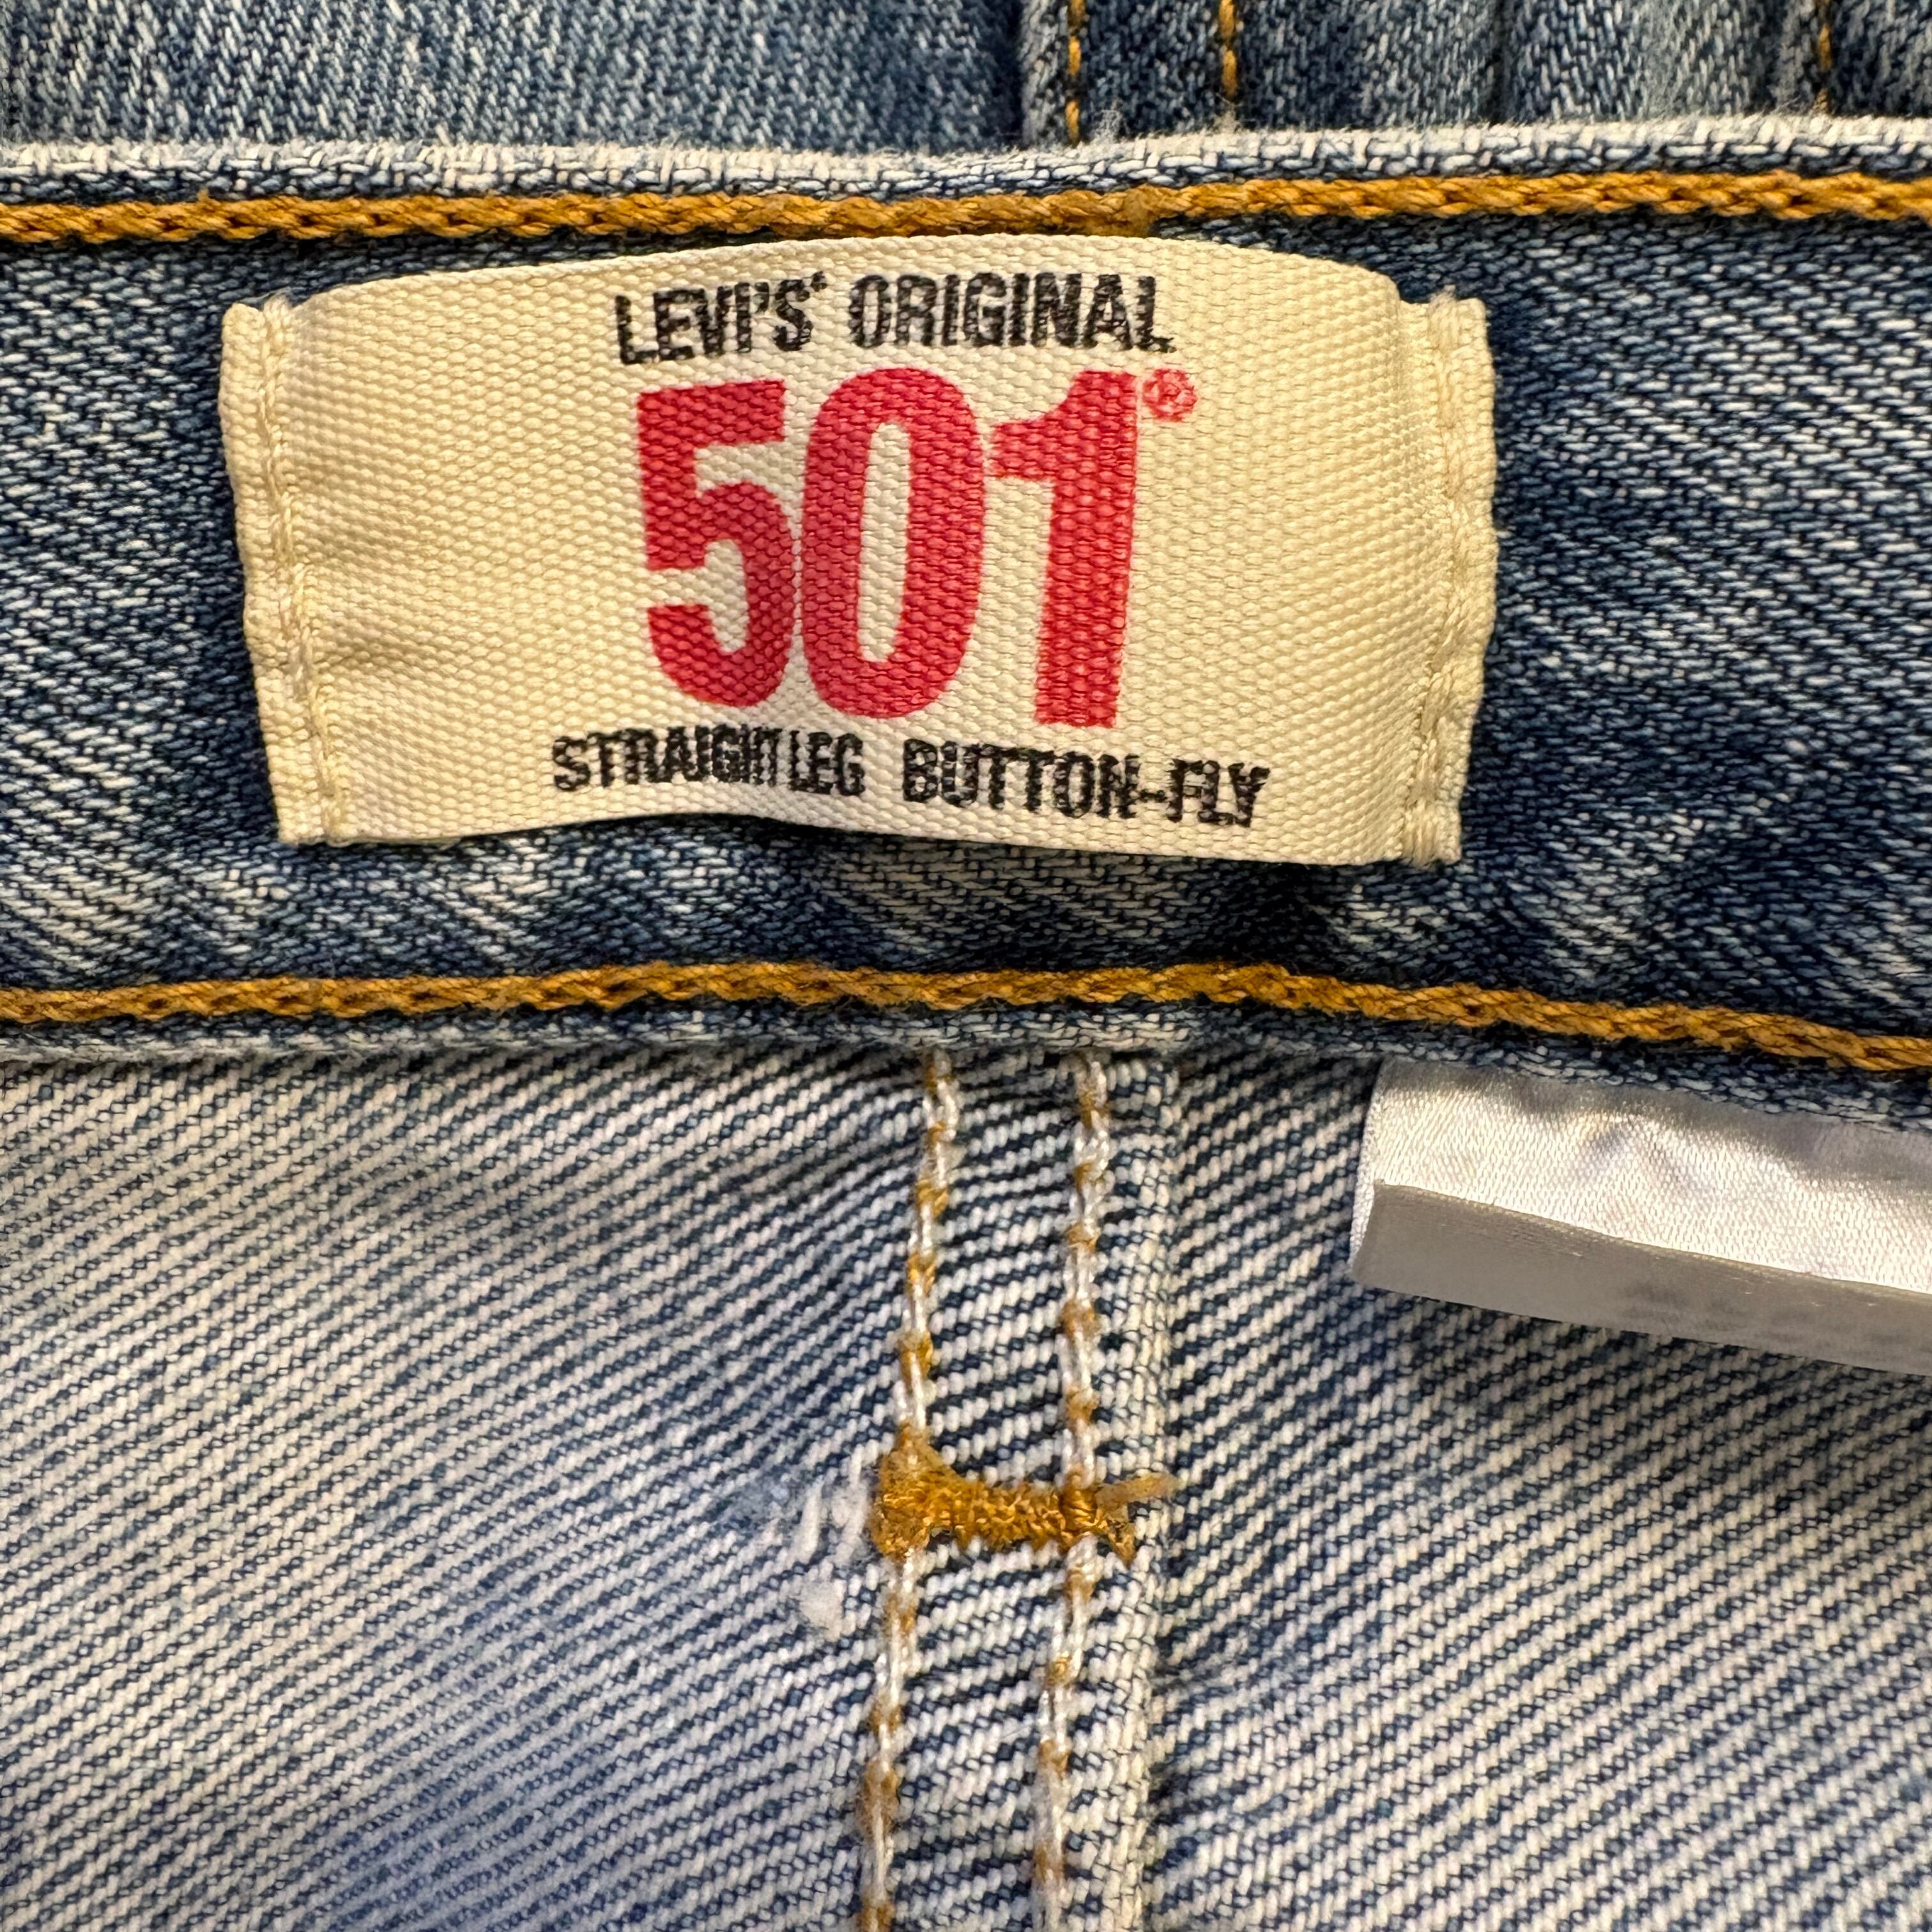 LEVI'S® ORIGINAL
501®
STRAIGHT LEG BUTTON-FLY